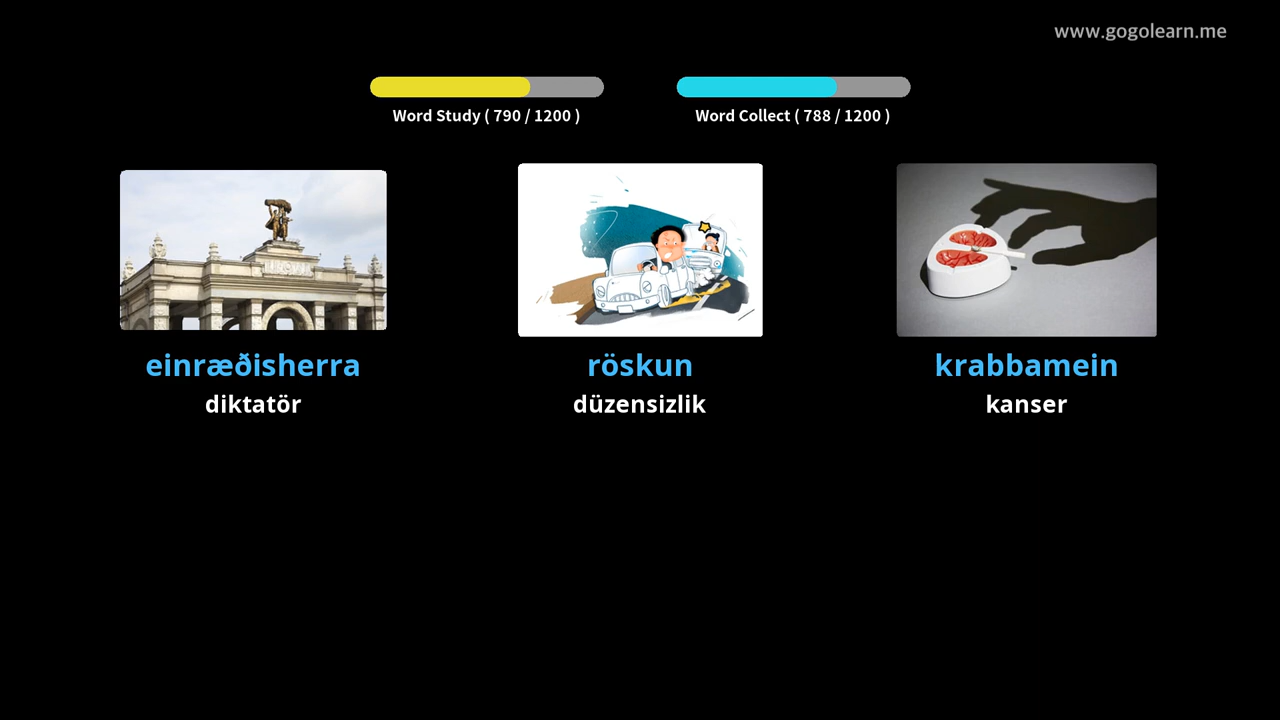 www.gogolearn.me
Word Study ( 790 / 1200 )
Word Collect ( 788 / 1200 )
einræðisherra
röskun
krabbamein
diktatör
düzensizlik
kanser